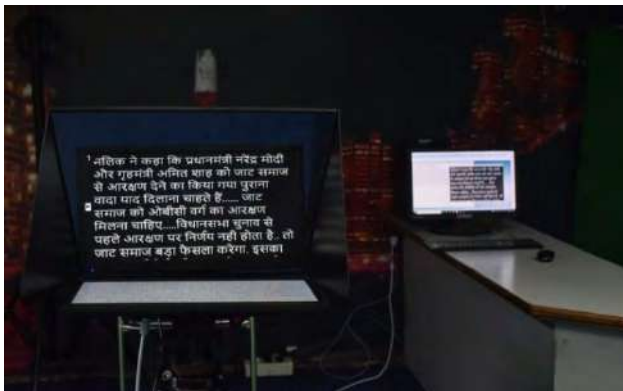 नलिक ने कहा कि प्रधानमंत्री नरेंद्र मोदी
और गृहमंत्री अमित शाह को जाट समाज
से आरक्षण देने का किया गया पुराना
वादा याद दिलाना चाहते हैं...... जाट
समाज को ओबीसी वर्ग का आरक्षण
मिलना चाहिए.....विधानसभा चुनाव से
पहले आरक्षण पर निर्णय नही होता है.. तो
जाट समाज बड़ा फैसला करेगा. इसका